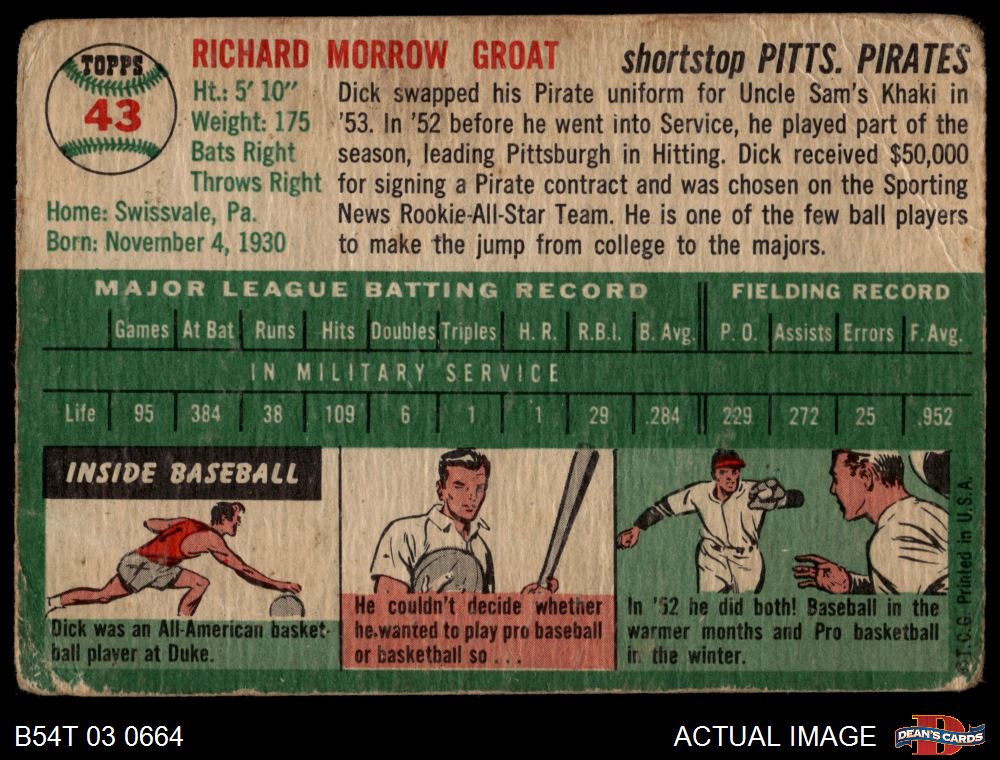 TOPPS
43
RICHARD MORROW GROAT
shortstop PITTS. PIRATES
Ht.: 5' 10"
Weight: 175
Bats Right
Throws Right
Home: Swissvale, Pa.
Born: November 4, 1930
Dick swapped his Pirate uniform for Uncle Sam's Khaki in
'53. In '52 before he went into Service, he played part of the
season, leading Pittsburgh in Hitting. Dick received $50,000
for signing a Pirate contract and was chosen on the Sporting
News Rookie-All-Star Team. He is one of the few ball players
to make the jump from college to the majors.
MAJOR LEAGUE BATTING RECORD FIELDING RECORD
Games At Bat Runs Hits Doubles Triples H. R. R.B.I. B. Avg. P. O. Assists Errors F. Avg.
IN MILITARY SERVICE
Life 95 384 38 109 6 1 1 29 .284 229 272 25 .952
INSIDE BASEBALL
Dick was an All-American basket-
ball player at Duke.
He couldn't decide whether
he wanted to play pro baseball
or basketball so . . .
In '52 he did both! Baseball in the
warmer months and Pro basketball
in the winter.
©T.C.G. Printed in U.S.A.
B54T 03 0664
ACTUAL IMAGE
D
DEAN'S CARDS